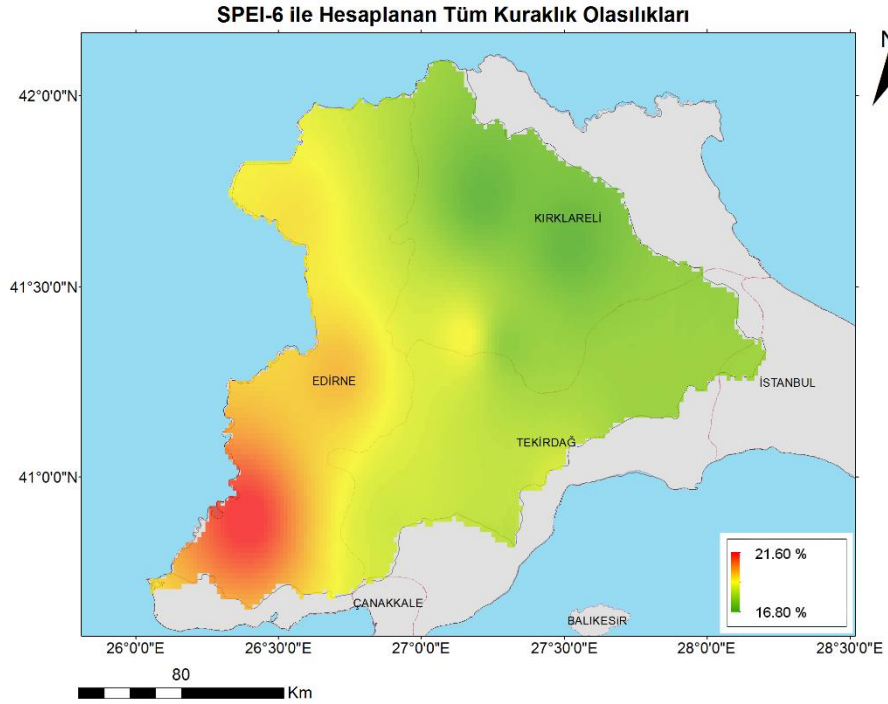 SPEI-6 ile Hesaplanan Tüm Kuraklık Olasılıkları
N
42°0'0"N
KIRKLARELİ
41°30'0"N
EDİRNE
İSTANBUL
TEKİRDAĞ
41°0'0"N
21.60 %
16.80 %
ÇANAKKALE
BALIKESİR
26°0'0"E 26°30'0"E 27°0'0"E 27°30'0"E 28°0'0"E 28°30'0"E
80
Km